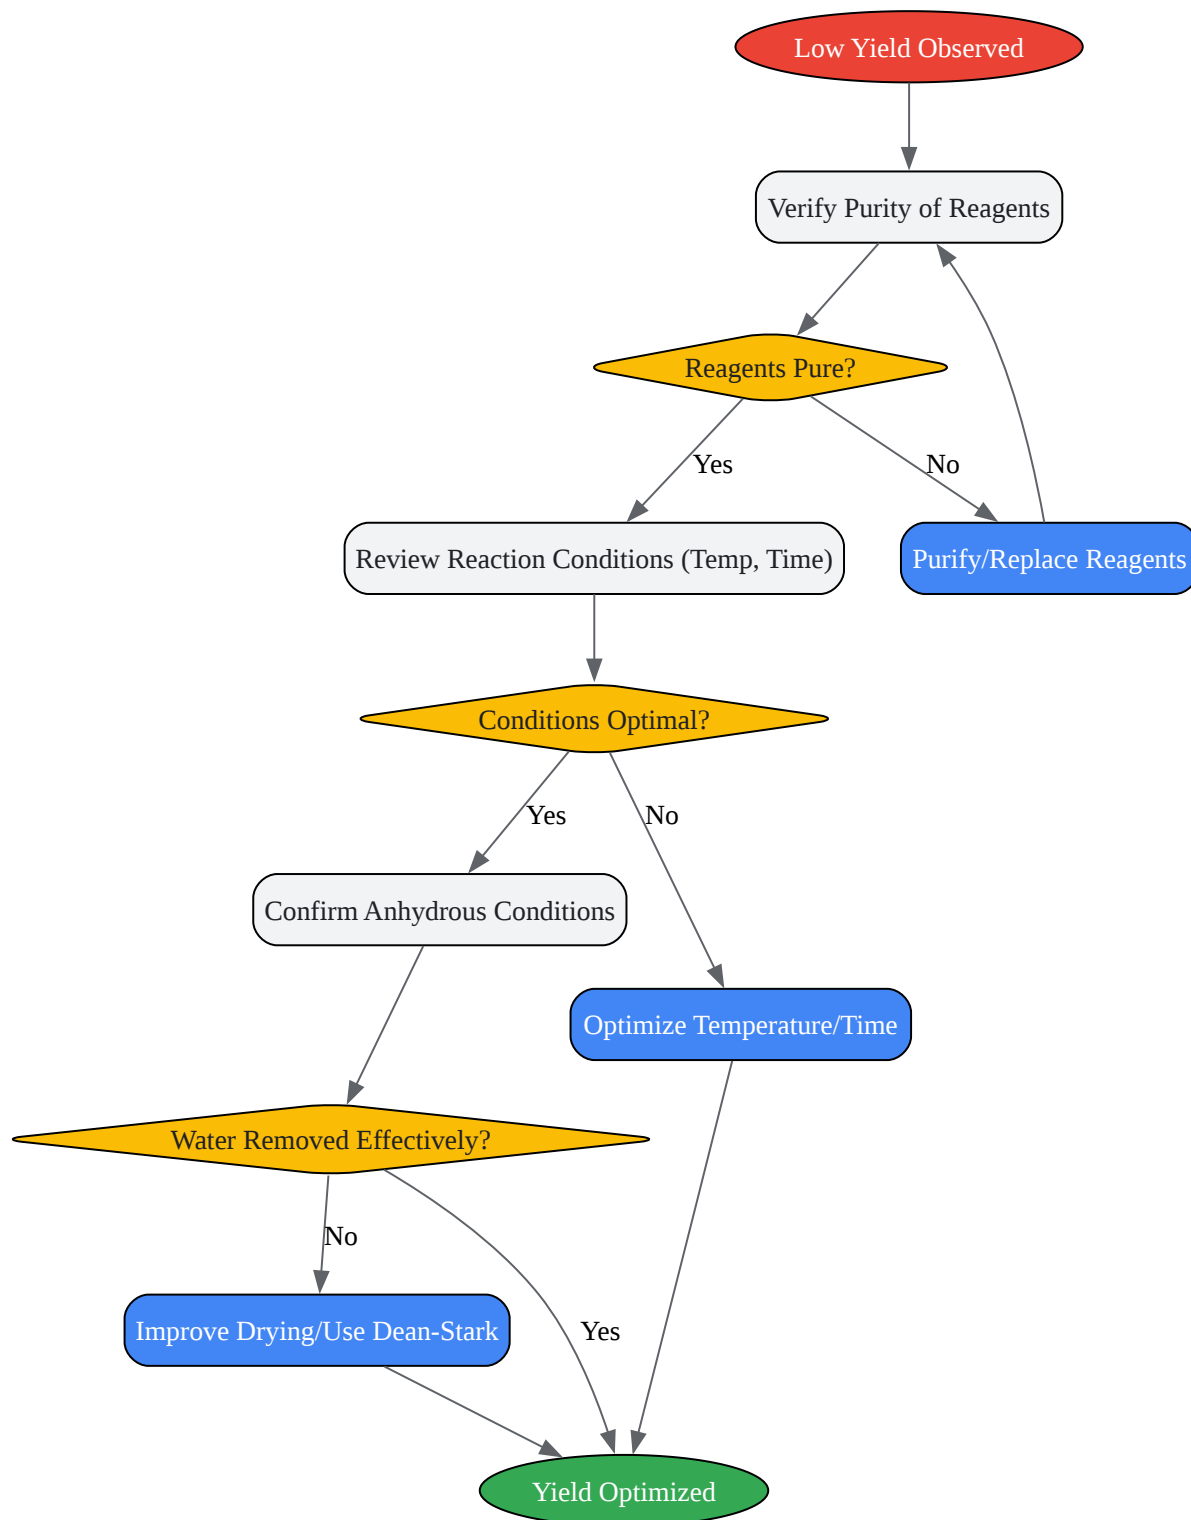 Low Yield Observed
Verify Purity of Reagents
Reagents Pure?
Yes
No
Review Reaction Conditions (Temp, Time)
Purify/Replace Reagents
Conditions Optimal?
Yes
No
Confirm Anhydrous Conditions
Optimize Temperature/Time
Water Removed Effectively?
No
Improve Drying/Use Dean-Stark
Yes
Yield Optimized